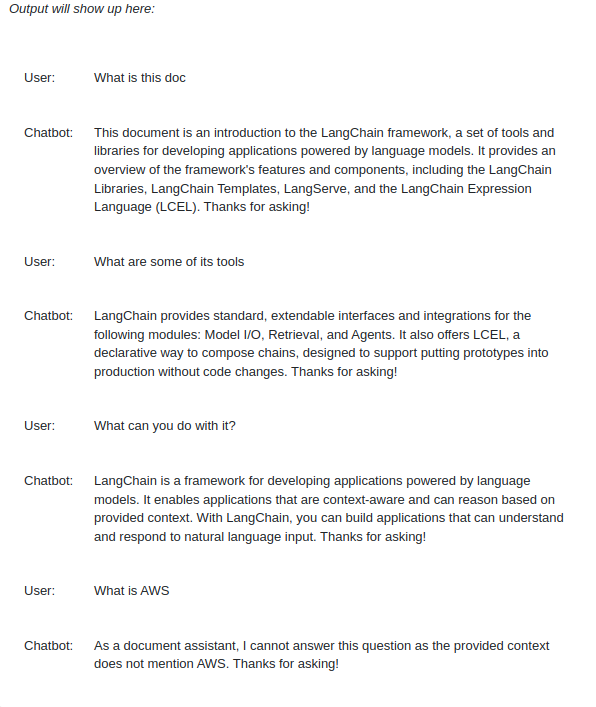 Output will show up here:
User: What is this doc
Chatbot: This document is an introduction to the LangChain framework, a set of tools and
libraries for developing applications powered by language models. It provides an
overview of the framework's features and components, including the LangChain
Libraries, LangChain Templates, LangServe, and the LangChain Expression
Language (LCEL). Thanks for asking!
User: What are some of its tools
Chatbot: LangChain provides standard, extendable interfaces and integrations for the
following modules: Model I/O, Retrieval, and Agents. It also offers LCEL, a
declarative way to compose chains, designed to support putting prototypes into
production without code changes. Thanks for asking!
User: What can you do with it?
Chatbot: LangChain is a framework for developing applications powered by language
models. It enables applications that are context-aware and can reason based on
provided context. With LangChain, you can build applications that can understand
and respond to natural language input. Thanks for asking!
User: What is AWS
Chatbot: As a document assistant, I cannot answer this question as the provided context
does not mention AWS. Thanks for asking!